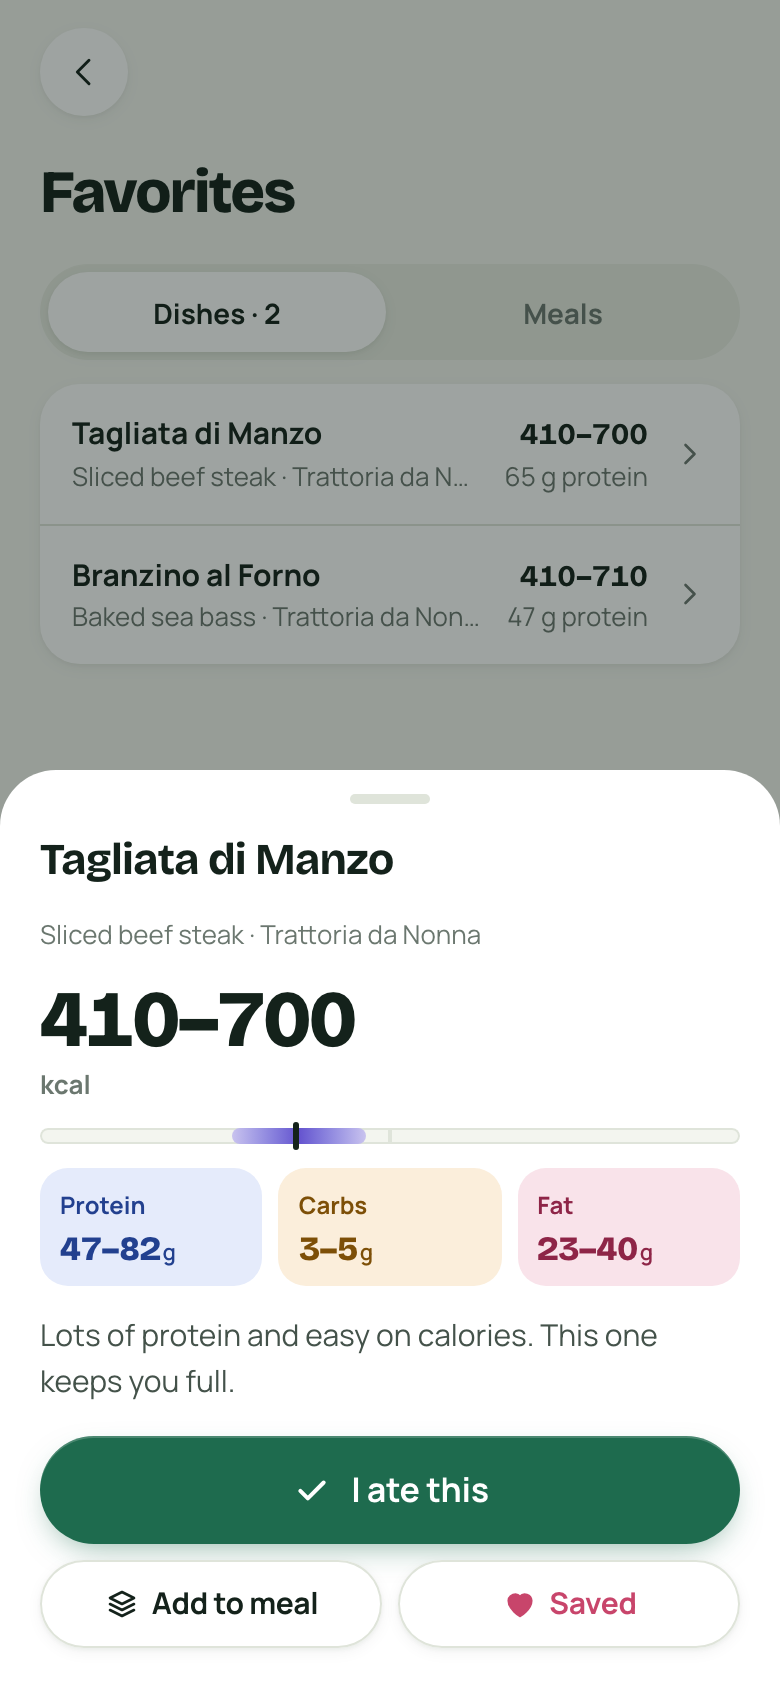 Favorites
Dishes · 2
Meals
Tagliata di Manzo
410–700
Sliced beef steak · Trattoria da N...
65 g protein
Branzino al Forno
410–710
Baked sea bass · Trattoria da Non...
47 g protein
Tagliata di Manzo
Sliced beef steak · Trattoria da Nonna
410–700
kcal
Protein
47–82g
Carbs
3–5g
Fat
23–40g
Lots of protein and easy on calories. This one
keeps you full.
I ate this
Add to meal
Saved